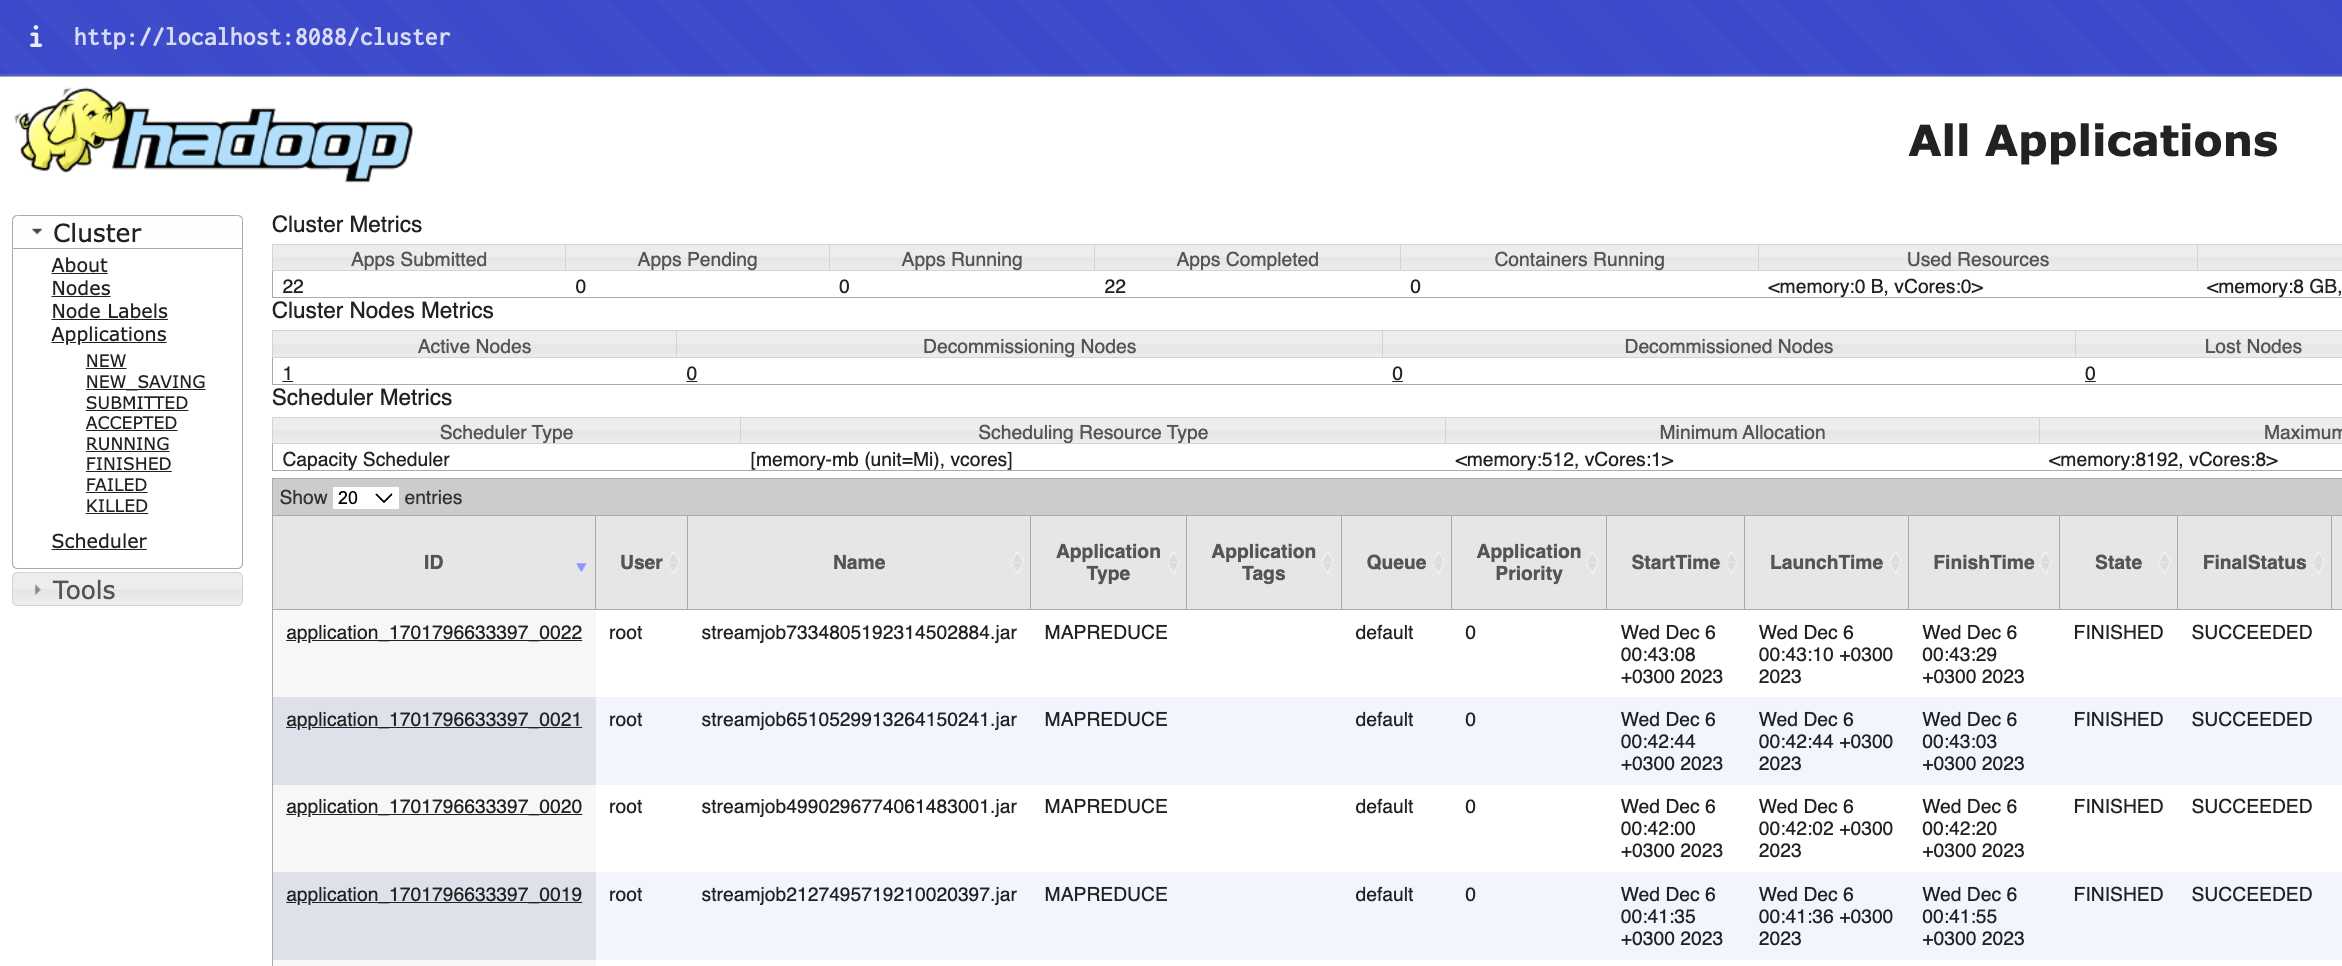 i http://localhost:8088/cluster
hadoop
All Applications
Cluster
About
Nodes
Node Labels
Applications
NEW
NEW_SAVING
SUBMITTED
ACCEPTED
RUNNING
FINISHED
FAILED
KILLED
Scheduler
Tools
Cluster Metrics
Apps Submitted Apps Pending Apps Running Apps Completed Containers Running Used Resources
22 0 0 22 0 <memory:0 B, vCores:0> <memory:8 GB,
Cluster Nodes Metrics
Active Nodes Decommissioning Nodes Decommissioned Nodes Lost Nodes
1 0 0 0
Scheduler Metrics
Scheduler Type Scheduling Resource Type Minimum Allocation Maximum
Capacity Scheduler [memory-mb (unit=Mi), vcores] <memory:512, vCores:1> <memory:8192, vCores:8>
Show 20 entries
ID User Name Application Type Application Tags Queue Application Priority StartTime LaunchTime FinishTime State FinalStatus
application_1701796633397_0022 root streamjob7334805192314502884.jar MAPREDUCE default 0 Wed Dec 6 00:43:08 +0300 2023 Wed Dec 6 00:43:10 +0300 2023 Wed Dec 6 00:43:29 +0300 2023 FINISHED SUCCEEDED
application_1701796633397_0021 root streamjob6510529913264150241.jar MAPREDUCE default 0 Wed Dec 6 00:42:44 +0300 2023 Wed Dec 6 00:42:44 +0300 2023 Wed Dec 6 00:43:03 +0300 2023 FINISHED SUCCEEDED
application_1701796633397_0020 root streamjob4990296774061483001.jar MAPREDUCE default 0 Wed Dec 6 00:42:00 +0300 2023 Wed Dec 6 00:42:02 +0300 2023 Wed Dec 6 00:42:20 +0300 2023 FINISHED SUCCEEDED
application_1701796633397_0019 root streamjob2127495719210020397.jar MAPREDUCE default 0 Wed Dec 6 00:41:35 +0300 2023 Wed Dec 6 00:41:36 +0300 2023 Wed Dec 6 00:41:55 +0300 2023 FINISHED SUCCEEDED